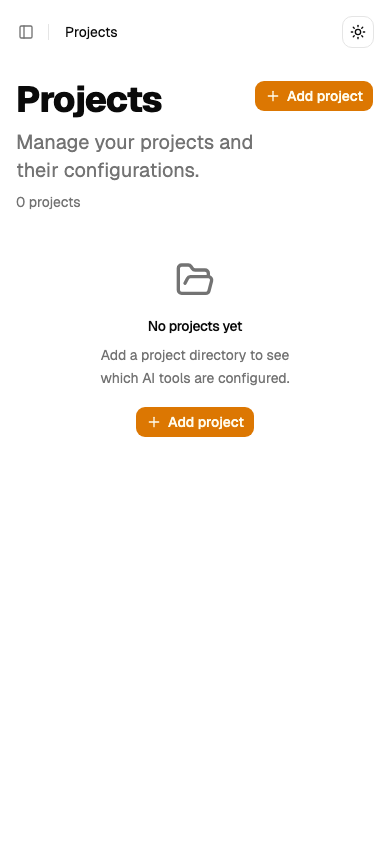 Projects
Projects
Add project
Manage your projects and
their configurations.
0 projects
No projects yet
Add a project directory to see
which AI tools are configured.
Add project